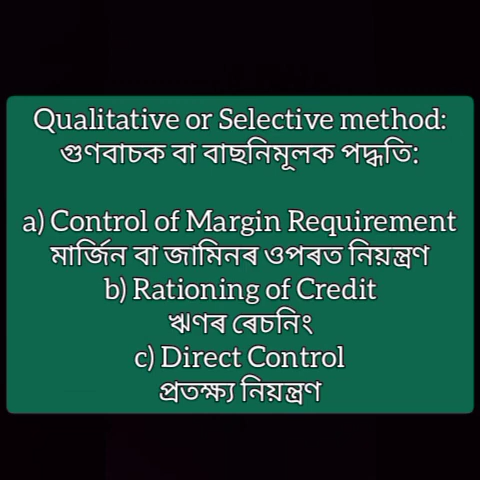 Qualitative or Selective method:
গুণবাচক বা বাছনিমূলক পদ্ধতি:
a) Control of Margin Requirement
মাৰ্জিন বা জামিনৰ ওপৰত নিয়ন্ত্ৰণ
b) Rationing of Credit
ঋণৰ ৰেচনিং
c) Direct Control
প্ৰতক্ষ্য নিয়ন্ত্ৰণ